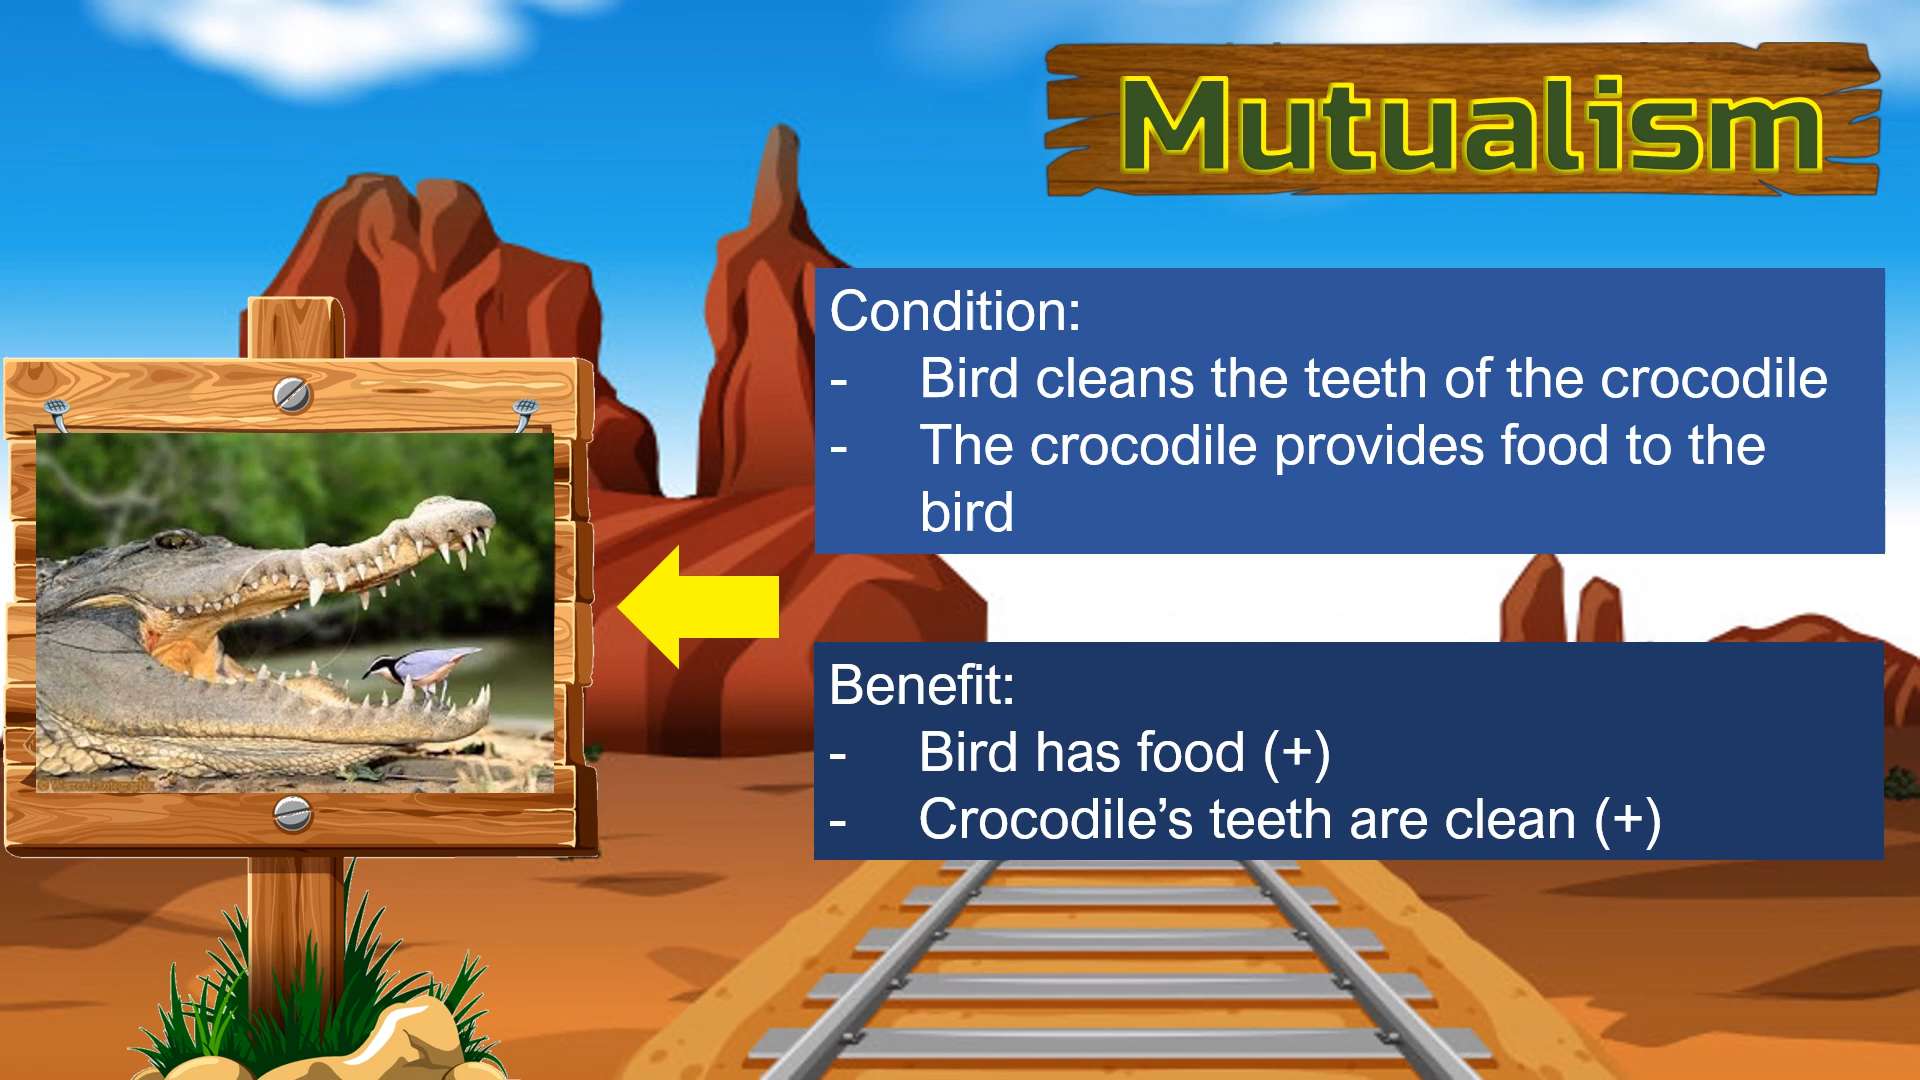 Mutualism
Condition:
- Bird cleans the teeth of the crocodile
- The crocodile provides food to the
bird
Benefit:
- Bird has food (+)
- Crocodile’s teeth are clean (+)